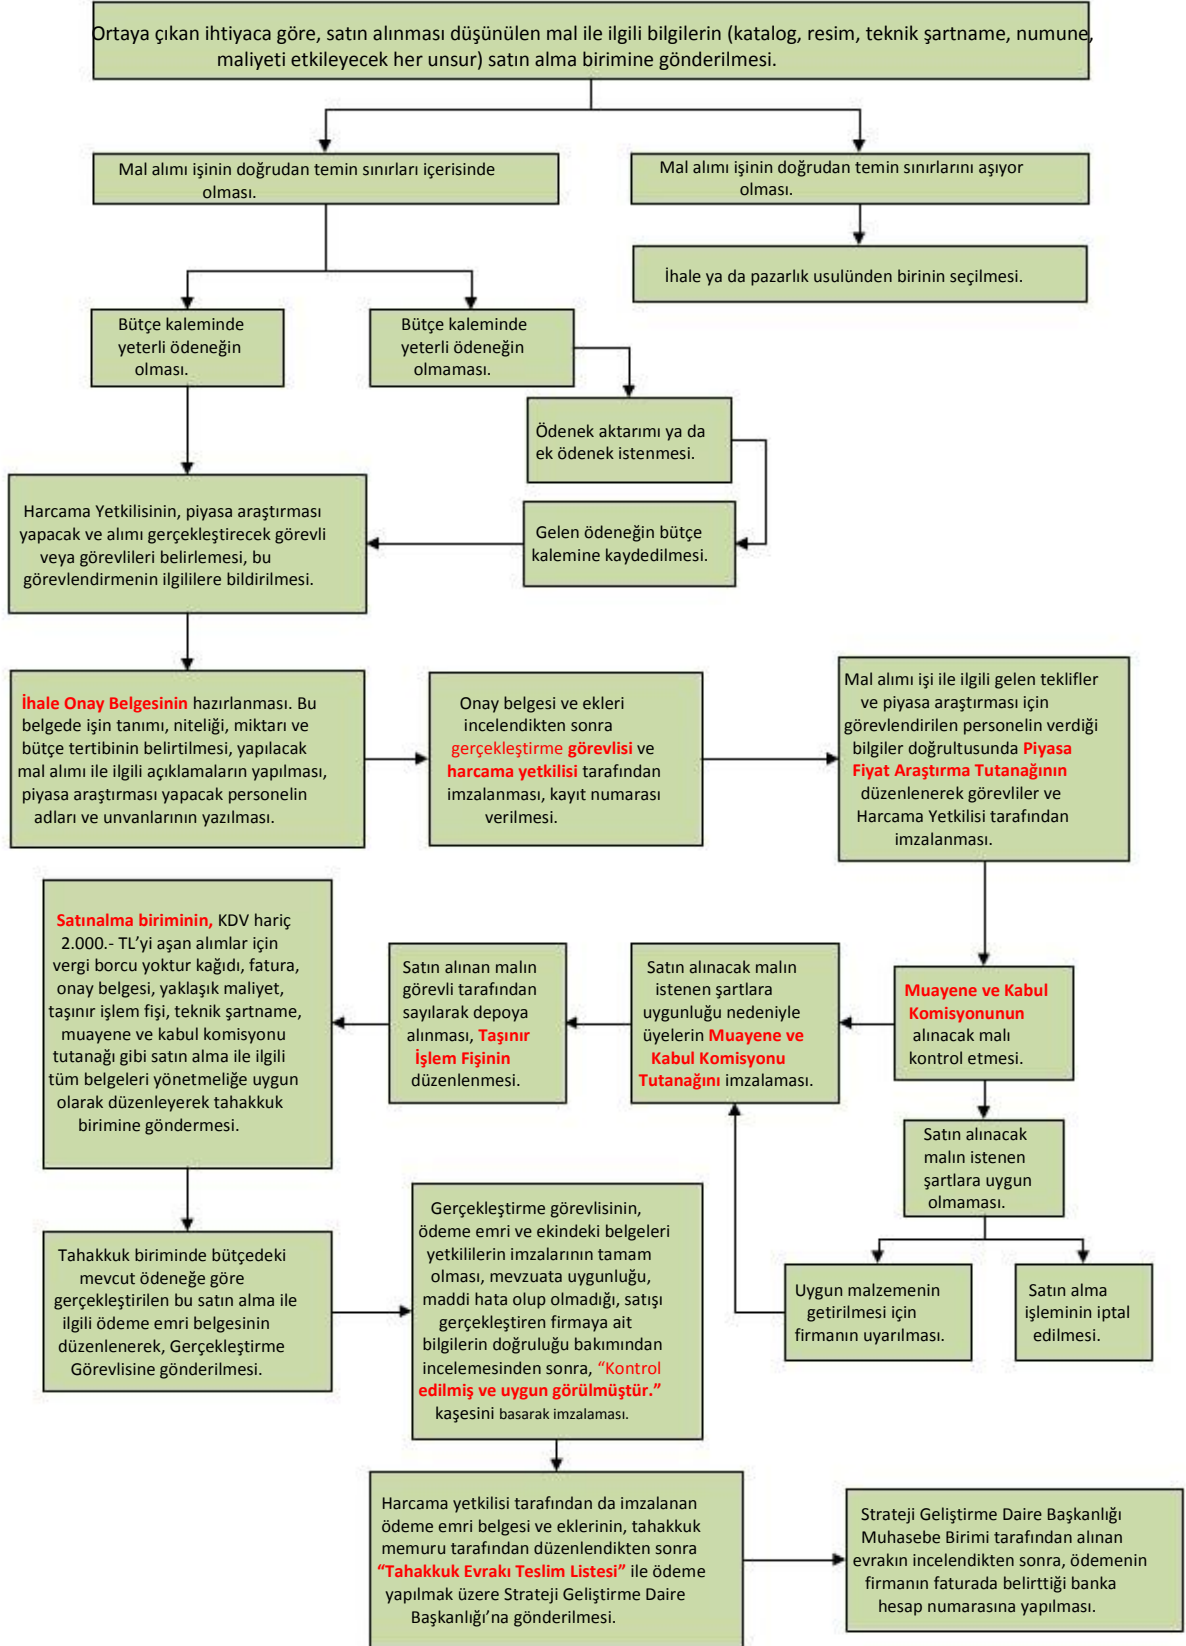 Ortaya çıkan ihtiyaca göre, satın alınması düşünülen mal ile ilgili bilgilerin (katalog, resim, teknik şartname, numune,
maliyeti etkileyecek her unsur) satın alma birimine gönderilmesi.
Mal alımı işinin doğrudan temin sınırları içerisinde
olması.
Mal alımı işinin doğrudan temin sınırlarını aşıyor
olması.
İhale ya da pazarlık usulünden birinin seçilmesi.
Bütçe kaleminde
yeterli ödeneğin
olması.
Bütçe kaleminde
yeterli ödeneğin
olmaması.
Ödenek aktarımı ya da
ek ödenek istenmesi.
Gelen ödeneğin bütçe
kalemine kaydedilmesi.
Harcama Yetkilisinin, piyasa araştırması
yapacak ve alımı gerçekleştirecek görevli
veya görevlileri belirlemesi, bu
görevlendirmenin ilgililere bildirilmesi.
İhale Onay Belgesinin hazırlanması. Bu
belgede işin tanımı, niteliği, miktarı ve
bütçe tertibinin belirtilmesi, yapılacak
mal alımı ile ilgili açıklamaların yapılması,
piyasa araştırması yapacak personelin
adları ve unvanlarının yazılması.
Onay belgesi ve ekleri
incelendikten sonra
gerçekleştirme görevlisi ve
harcama yetkilisi tarafından
imzalanması, kayıt numarası
verilmesi.
Mal alımı işi ile ilgili gelen teklifler
ve piyasa araştırması için
görevlendirilen personelin verdiği
bilgiler doğrultusunda Piyasa
Fiyat Araştırma Tutanağının
düzenlenerek görevliler ve
Harcama Yetkilisi tarafından
imzalanması.
Muayene ve Kabul
Komisyonunun
alınacak malı
kontrol etmesi.
Satın alınacak malın
istenen şartlara
uygunluğu nedeniyle
üyelerin Muayene ve
Kabul Komisyonu
Tutanağını imzalaması.
Satın alınan malın
görevli tarafından
sayılarak depoya
alınması, Taşınır
İşlem Fişinin
düzenlenmesi.
Satınalma biriminin, KDV hariç
2.000.- TL’yi aşan alımlar için
vergi borcu yoktur kağıdı, fatura,
onay belgesi, yaklaşık maliyet,
taşınır işlem fişi, teknik şartname,
muayene ve kabul komisyonu
tutanağı gibi satın alma ile ilgili
tüm belgeleri yönetmeliğe uygun
olarak düzenleyerek tahakkuk
birimine göndermesi.
Satın alınacak
malın istenen
şartlara uygun
olmaması.
Uygun malzemenin
getirilmesi için
firmanın uyarılması.
Satın alma
işleminin iptal
edilmesi.
Tahakkuk biriminde bütçedeki
mevcut ödeneğe göre
gerçekleştirilen bu satın alma ile
ilgili ödeme emri belgesinin
düzenlenerek, Gerçekleştirme
Görevlisine gönderilmesi.
Gerçekleştirme görevlisinin,
ödeme emri ve ekindeki belgeleri
yetkililerin imzalarının tamam
olması, mevzuata uygunluğu,
maddi hata olup olmadığı, satışı
gerçekleştiren firmaya ait
bilgilerin doğruluğu bakımından
incelemesinden sonra, “Kontrol
edilmiş ve uygun görülmüştür.”
kaşesini basarak imzalaması.
Harcama yetkilisi tarafından da imzalanan
ödeme emri belgesi ve eklerinin, tahakkuk
memuru tarafından düzenlendikten sonra
“Tahakkuk Evrakı Teslim Listesi” ile ödeme
yapılmak üzere Strateji Geliştirme Daire
Başkanlığı’na gönderilmesi.
Strateji Geliştirme Daire Başkanlığı
Muhasebe Birimi tarafından alınan
evrakın incelendikten sonra, ödemenin
firmanın faturada belirttiği banka
hesap numarasına yapılması.